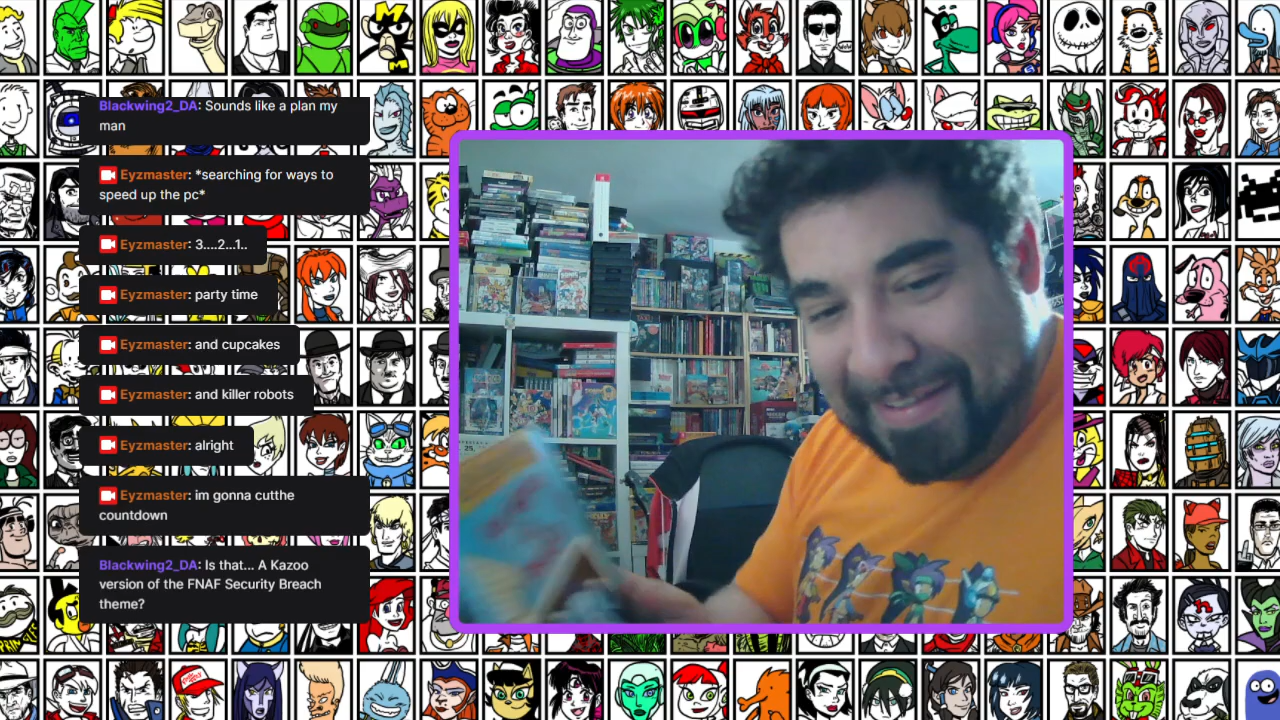 Blackwing2_DA: Sounds like a plan my
man
Eyzmaster: *searching for ways to
speed up the pc*
Eyzmaster: 3....2...1..
Eyzmaster: party time
Eyzmaster: and cupcakes
Eyzmaster: and killer robots
Eyzmaster: alright
Eyzmaster: im gonna cutthe
countdown
Blackwing2_DA: Is that... A Kazoo
version of the FNAF Security Breach
theme?